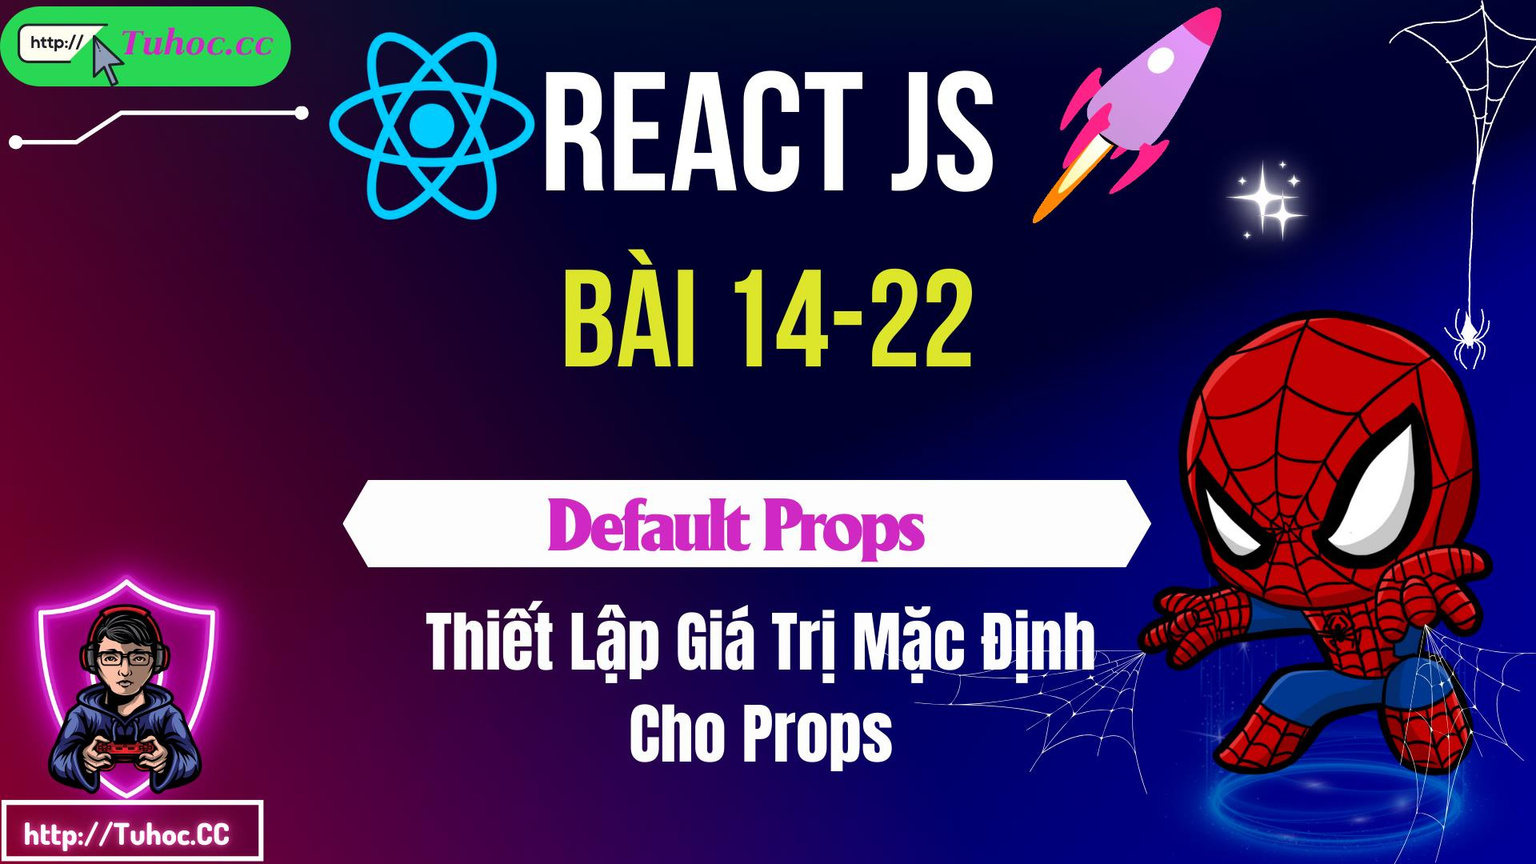 http://
Tuhoc.cc
REACT JS
BÀI 14-22
Default Props
Thiết Lập Giá Trị Mặc Định
Cho Props
http://Tuhoc.CC